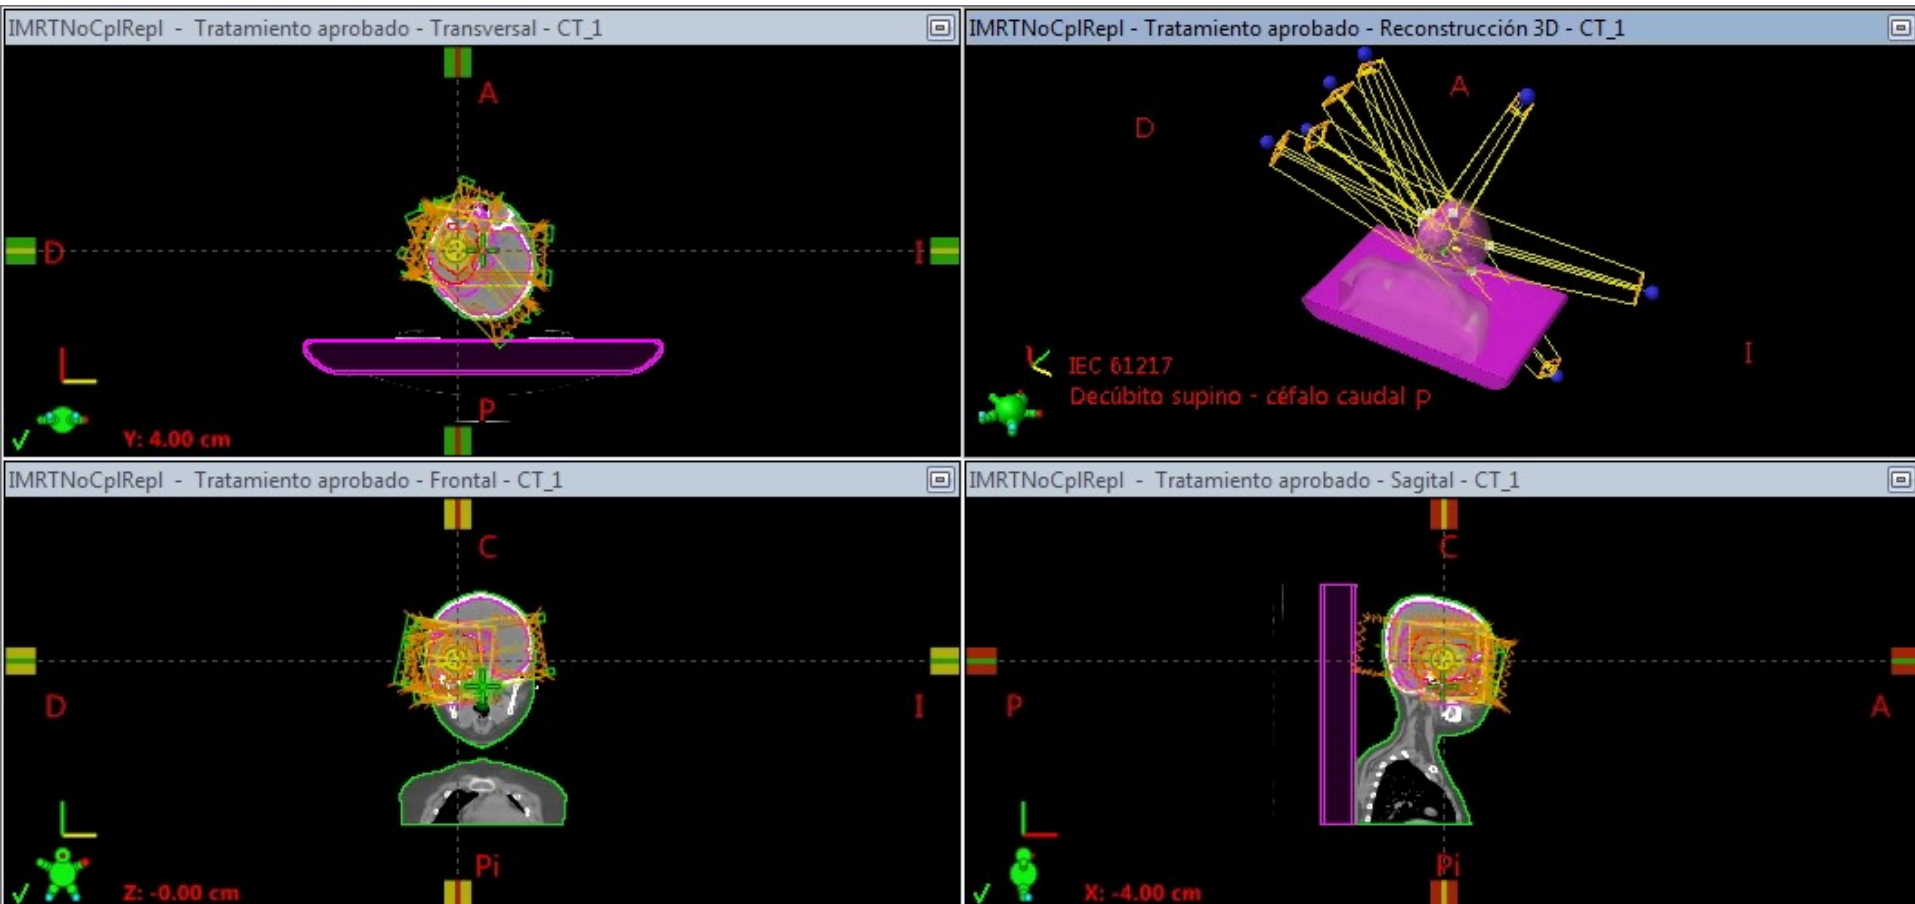 IMRTNoCplRepl - Tratamiento aprobado - Transversal - CT_1
A
D
I
P
Y: 4.00 cm
IMRTNoCplRepl - Tratamiento aprobado - Reconstrucción 3D - CT_1
A
D
I
IEC 61217
Decúbito supino - céfalo caudal p
IMRTNoCplRepl - Tratamiento aprobado - Frontal - CT_1
C
D
I
Pi
Z: -0.00 cm
IMRTNoCplRepl - Tratamiento aprobado - Sagital - CT_1
C
P
A
Pi
X: -4.00 cm